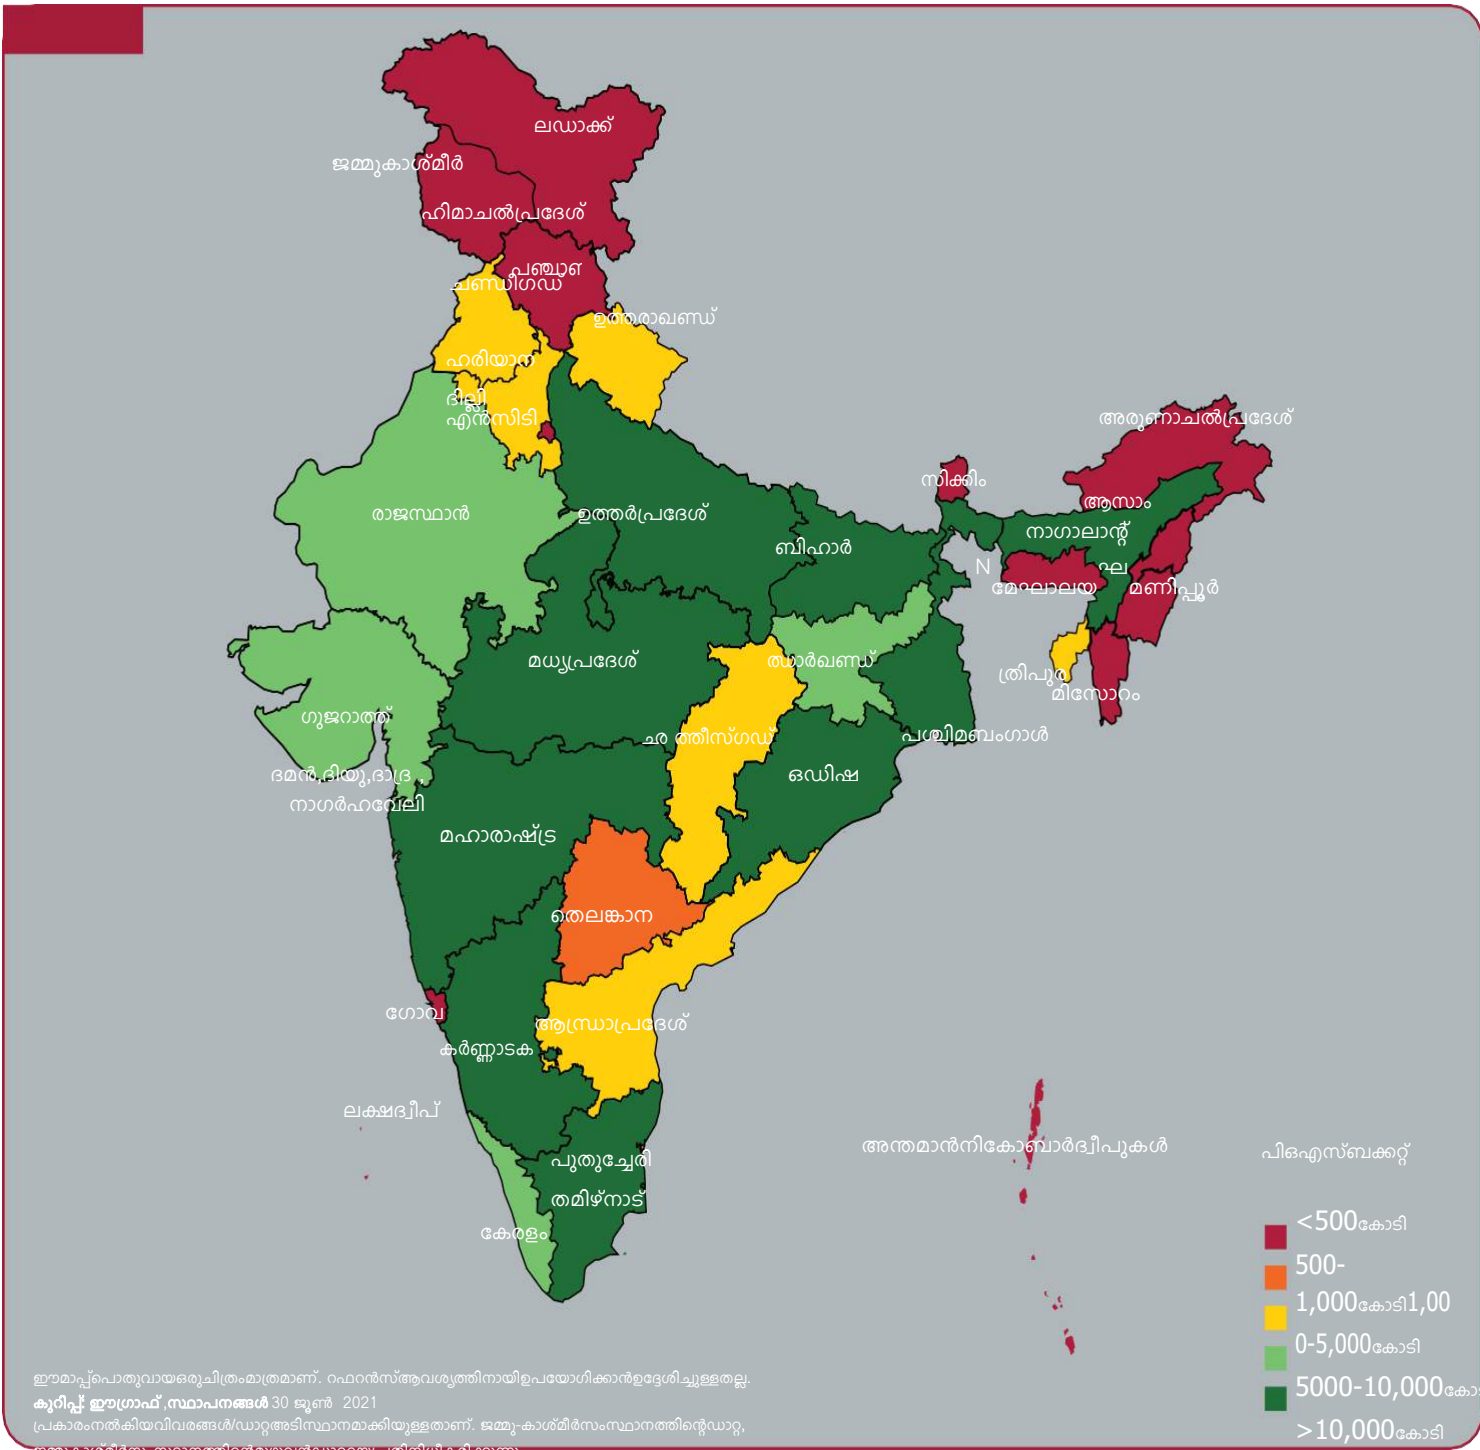 ലഡാക്ക്
ജമ്മുകാശ്മീർ
ഹിമാചൽപ്രദേശ്
പഞ്ചാബ്
ചണ്ഡീഗഡ്
ഉത്തരാഖണ്ഡ്
ഹരിയാന
ദില്ലി
എൻസിടി
അരുണാചൽപ്രദേശ്
സിക്കിം
ആസാം
രാജസ്ഥാൻ
ഉത്തർപ്രദേശ്
നാഗാലാന്റ്
ബിഹാർ
N
ഘ
മേഘാലയ
മണിപ്പൂർ
മധ്യപ്രദേശ്
ഝാർഖണ്ഡ്
ത്രിപുര
മിസോറം
ഗുജറാത്ത്
ഛ ത്തീസ്ഗഡ്
പശ്ചിമബംഗാൾ
ദമൻ,ദിയു,ദാദ്ര ,
നാഗർഹവേലി
ഒഡിഷ
മഹാരാഷ്ട്ര
തെലങ്കാന
ഗോവ
ആന്ധ്രാപ്രദേശ്
കർണ്ണാടക
ലക്ഷദ്വീപ്
അന്തമാൻനികോബാർദ്വീപുകൾ
പുതുച്ചേരി
തമിഴ്നാട്
കേരളം
പിഒഎസ്ബക്കറ്റ്
<500കോടി
500-
1,000കോടി1,00
0-5,000കോടി
5000-10,000കോ
>10,000കോടി
ഈമാപ്പ്പൊതുവായഒരുചിത്രംമാത്രമാണ്. റഫറൻസ്ആവശ്യത്തിനായിഉപയോഗിക്കാൻഉദ്ദേശിച്ചുള്ളതല്ല.
കുറിപ്പ്: ഈഗ്രാഫ് ,സ്ഥാപനങ്ങൾ 30 ജൂൺ 2021
പ്രകാരംനൽകിയവിവരങ്ങൾ/ഡാറ്റഅടിസ്ഥാനമാക്കിയുള്ളതാണ്. ജമ്മു-കാശ്മീർസംസ്ഥാനത്തിന്റെഡാറ്റ,